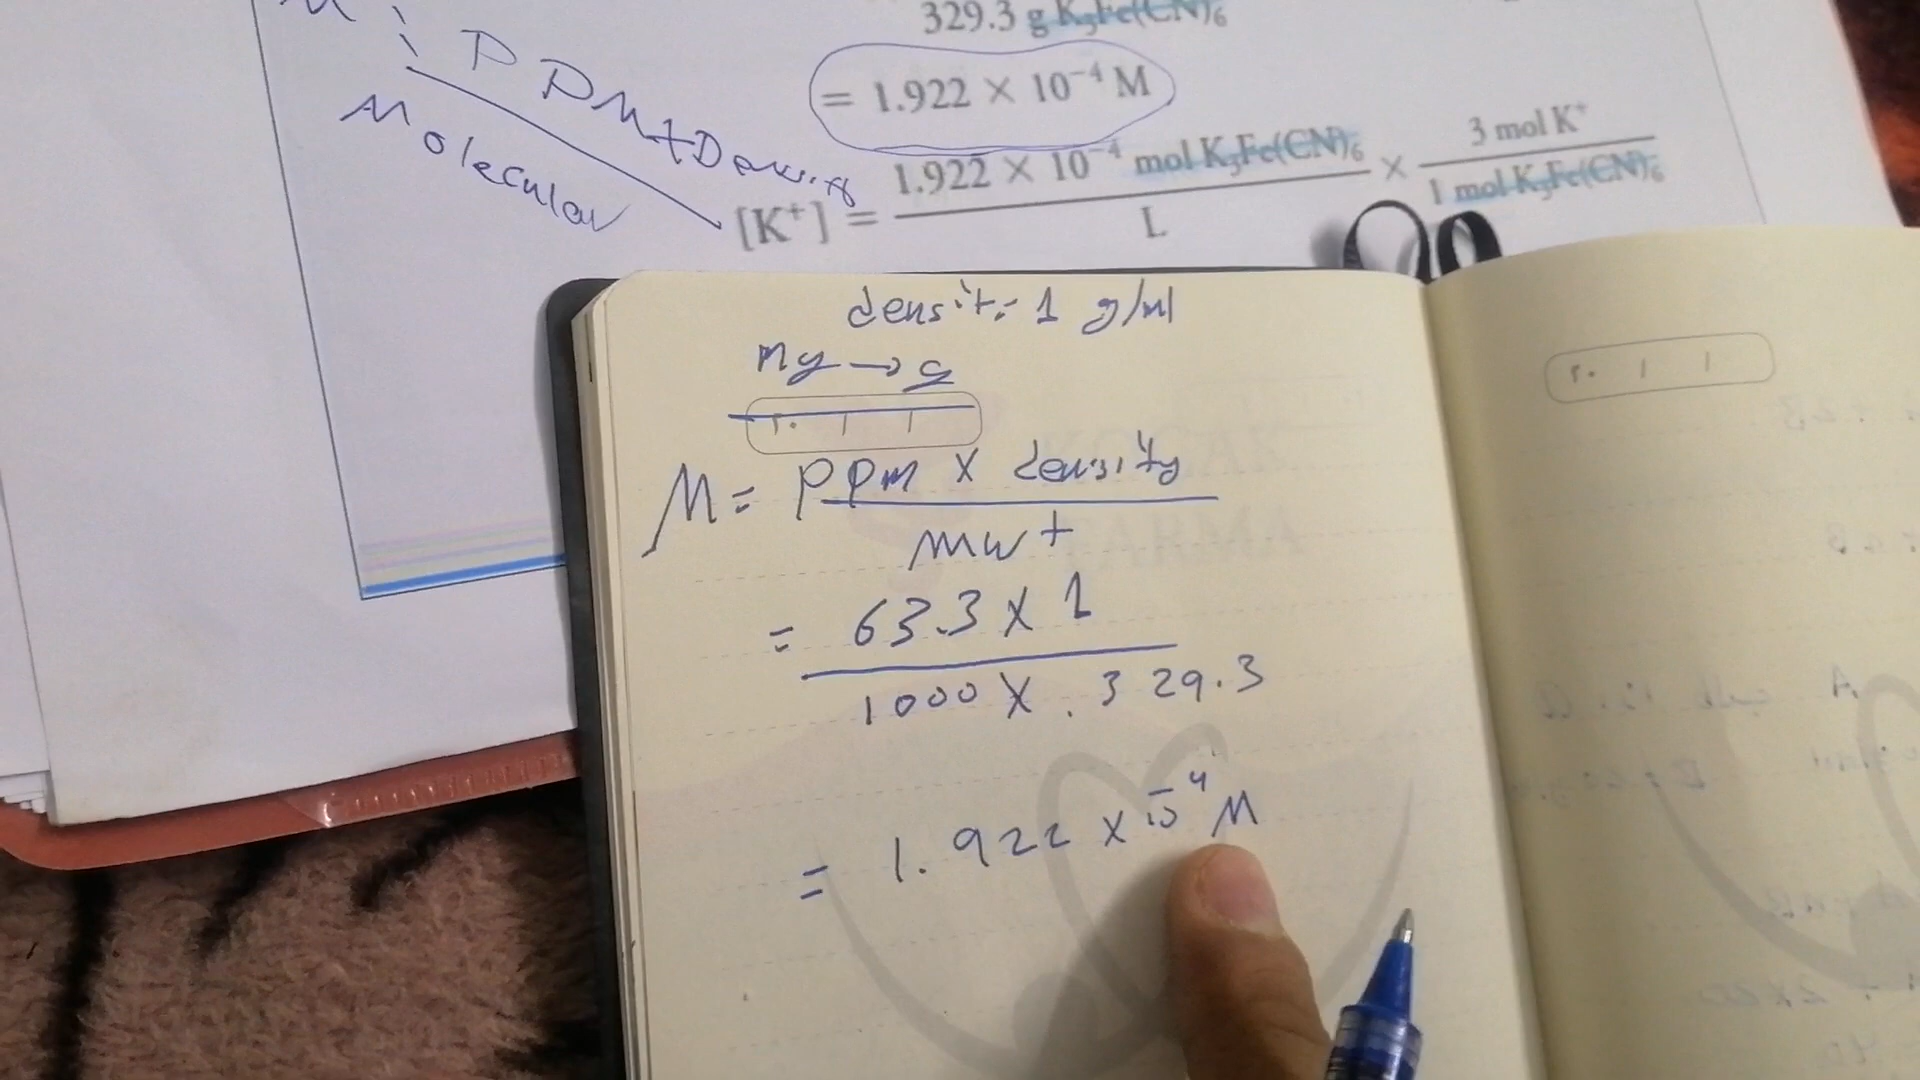 329.3 g K₃Fe(CN)₆
M :
PPM × Density
Molecular
= 1.922 × 10⁻⁴ M
[K⁺] = 1.922 × 10⁻⁴ mol K₃Fe(CN)₆ / L × 3 mol K⁺ / 1 mol K₃Fe(CN)₆
densit: 1 g/ml
mg → g
M = PPm × density
mwt
= 63.3 × 1
1000 × . 329.3
= 1.922 × 10⁻⁴ M